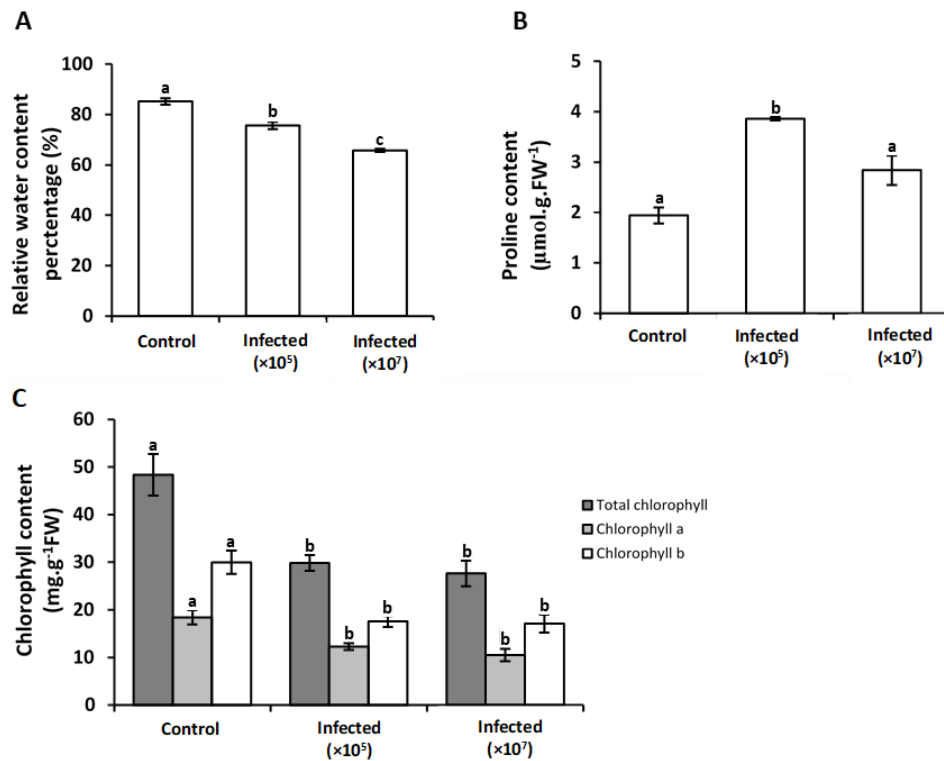 A
Relative water content
perctentage (%)
100
80
60
40
20
0
a
b
c
Control
Infected
(×10⁵)
Infected
(×10⁷)
B
Proline content
(μmol.g.FW⁻¹)
5
4
3
2
1
0
a
b
a
Control
Infected
(×10⁵)
Infected
(×10⁷)
C
Chlorophyll content
(mg.g⁻¹FW)
60
50
40
30
20
10
0
a
a
a
b
b
b
b
b
b
Control
Infected
(×10⁵)
Infected
(×10⁷)
Total chlorophyll
Chlorophyll a
Chlorophyll b